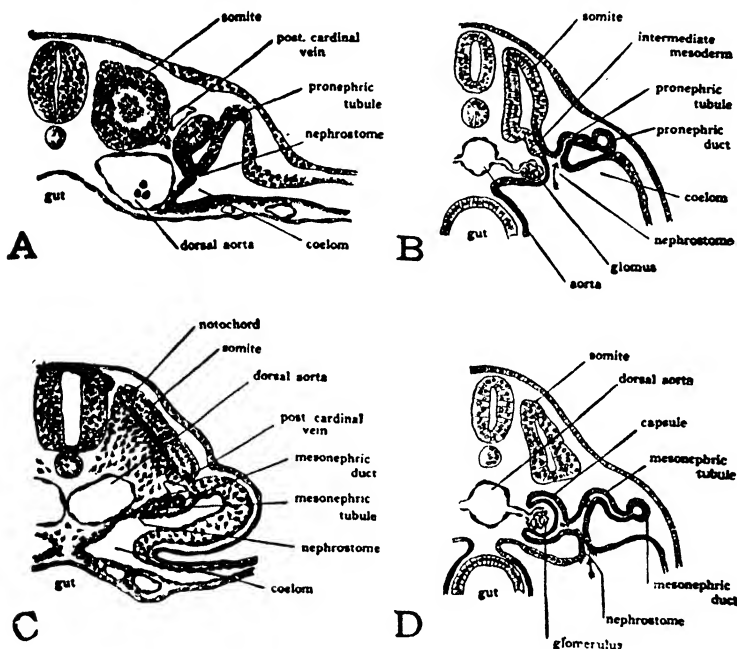 somite
post. cardinal
vein
pronephric
tubule
nephrostome
gut
dorsal aorta
coelom
A
somite
intermediate
mesoderm
pronephric
tubule
pronephric
duct
coelom
nephrostome
gut
glomus
aorta
B
notochord
somite
dorsal aorta
post cardinal
vein
mesonephric
duct
mesonephric
tubule
nephrostome
coelom
gut
C
somite
dorsal aorta
capsule
mesonephric
tubule
mesonephric
duct
nephrostome
gut
glomerulus
D